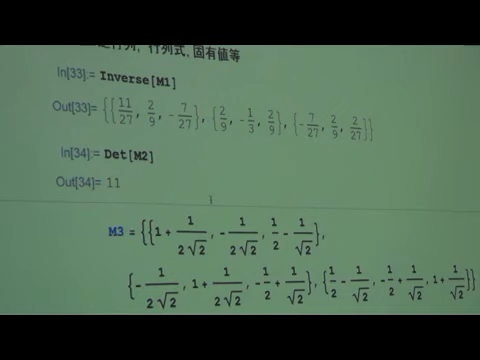 行列, 行列式, 固有値等
In[33]:= Inverse[M1]
Out[33]= {{11/27, 2/9, -7/27}, {2/9, -1/3, 2/9}, {-7/27, 2/9, 2/27}}
In[34]:= Det[M2]
Out[34]= 11
M3 = {{1 + 1/(2√2), -1/(2√2), 1/2 - 1/√2},
{-1/(2√2), 1 + 1/(2√2), -1/2 + 1/√2}, {1/2 - 1/√2, -1/2 + 1/√2, 1 + 1/√2}}